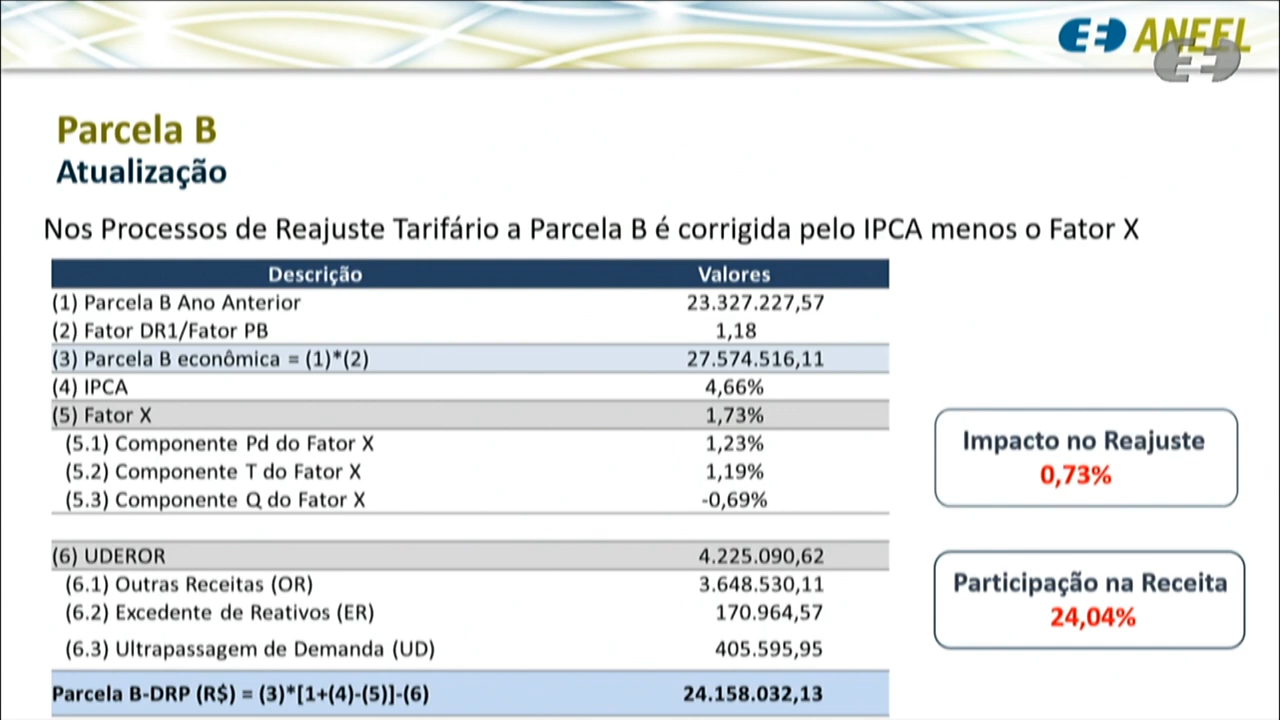 ANEEL
Parcela B
Atualização
Nos Processos de Reajuste Tarifário a Parcela B é corrigida pelo IPCA menos o Fator X
Descrição Valores
(1) Parcela B Ano Anterior 23.327.227,57
(2) Fator DR1/Fator PB 1,18
(3) Parcela B econômica = (1)*(2) 27.574.516,11
(4) IPCA 4,66%
(5) Fator X 1,73%
(5.1) Componente Pd do Fator X 1,23%
(5.2) Componente T do Fator X 1,19%
(5.3) Componente Q do Fator X -0,69%
Impacto no Reajuste
0,73%
(6) UDEROR 4.225.090,62
(6.1) Outras Receitas (OR) 3.648.530,11
(6.2) Excedente de Reativos (ER) 170.964,57
(6.3) Ultrapassagem de Demanda (UD) 405.595,95
Participação na Receita
24,04%
Parcela B-DRP (R$) = (3)*[1+(4)-(5)]-(6) 24.158.032,13